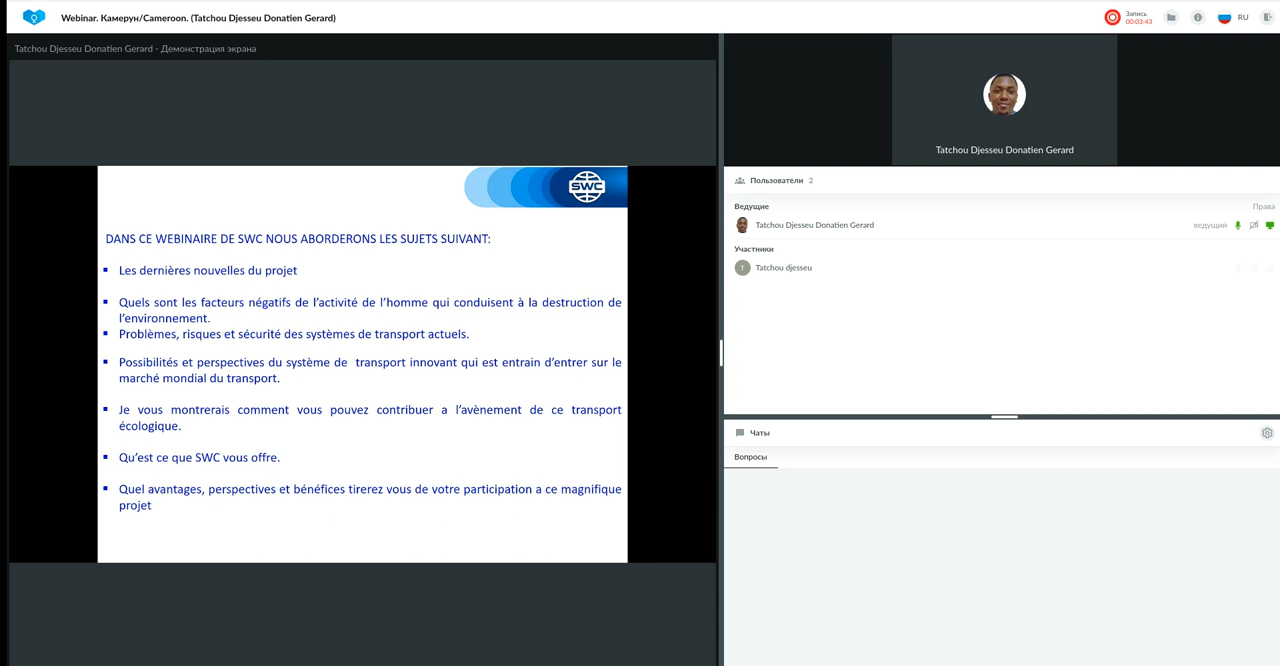 Webinar. Камерун/Cameroon. (Tatchou Djesseu Donatien Gerard)
Запись
00:03:43
RU
Tatchou Djesseu Donatien Gerard - Демонстрация экрана
SWC
DANS CE WEBINAIRE DE SWC NOUS ABORDERONS LES SUJETS SUIVANT:
▪ Les dernières nouvelles du projet
▪ Quels sont les facteurs négatifs de l'activité de l'homme qui conduisent à la destruction de
l'environnement.
▪ Problèmes, risques et sécurité des systèmes de transport actuels.
▪ Possibilités et perspectives du système de transport innovant qui est entrain d'entrer sur le
marché mondial du transport.
▪ Je vous montrerais comment vous pouvez contribuer a l'avènement de ce transport
écologique.
▪ Qu'est ce que SWC vous offre.
▪ Quel avantages, perspectives et bénéfices tirerez vous de votre participation a ce magnifique
projet
Tatchou Djesseu Donatien Gerard
Пользователи 2
Ведущие Права
Tatchou Djesseu Donatien Gerard ведущий
Участники
T Tatchou djesseu
Чаты
Вопросы